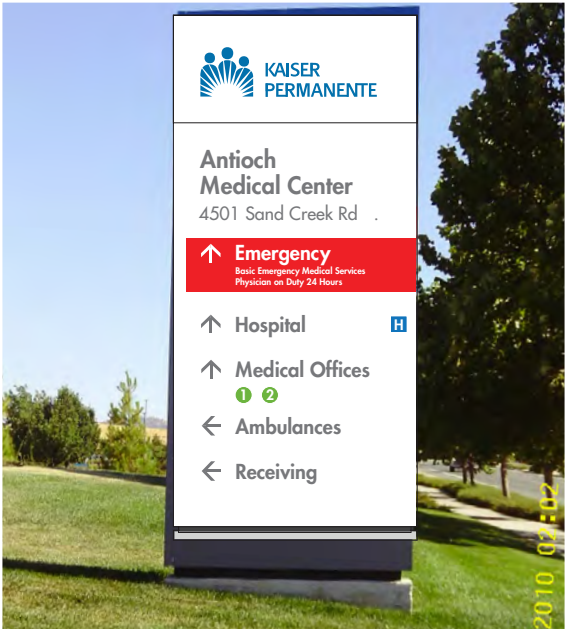 KAISER
PERMANENTE
Antioch
Medical Center
4501 Sand Creek Rd .
↑ Emergency
Basic Emergency Medical Services
Physician on Duty 24 Hours
↑ Hospital H
↑ Medical Offices
1 2
← Ambulances
← Receiving
2010 02:02